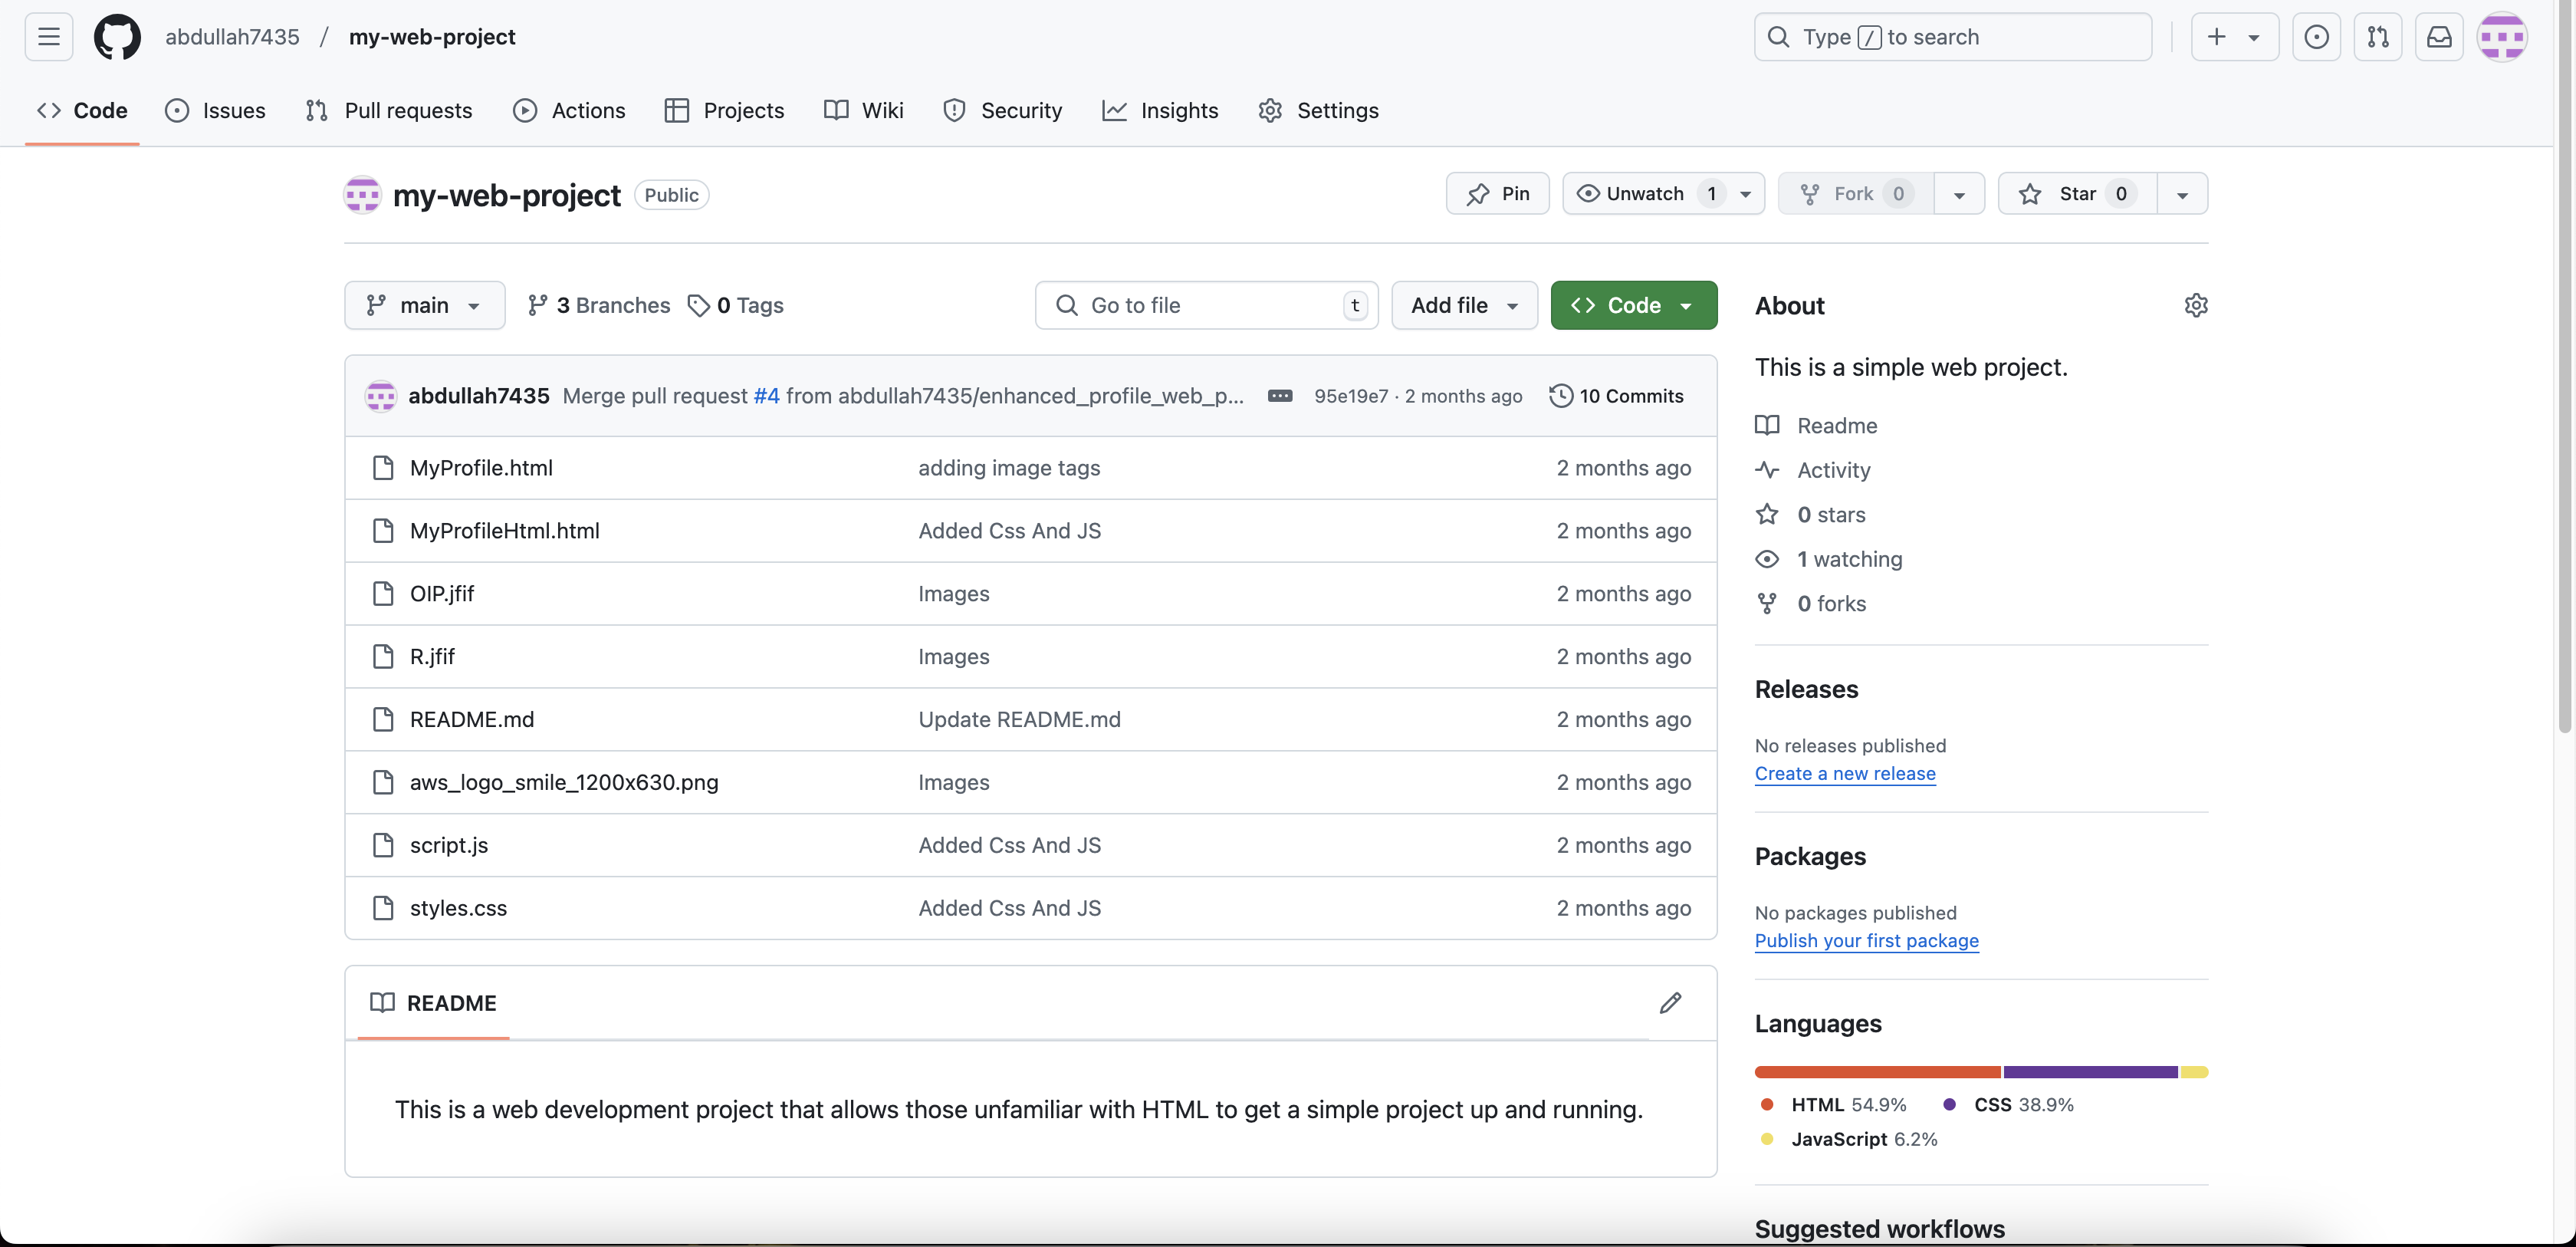 abdullah7435 / my-web-project
Type / to search
Code Issues Pull requests Actions Projects Wiki Security Insights Settings
my-web-project Public
Pin Unwatch 1 Fork 0 Star 0
main 3 Branches 0 Tags
Go to file t Add file Code
abdullah7435 Merge pull request #4 from abdullah7435/enhanced_profile_web_p... 95e19e7 · 2 months ago 10 Commits
MyProfile.html adding image tags 2 months ago
MyProfileHtml.html Added Css And JS 2 months ago
OIP.jfif Images 2 months ago
R.jfif Images 2 months ago
README.md Update README.md 2 months ago
aws_logo_smile_1200x630.png Images 2 months ago
script.js Added Css And JS 2 months ago
styles.css Added Css And JS 2 months ago
README
This is a web development project that allows those unfamiliar with HTML to get a simple project up and running.
About
This is a simple web project.
Readme
Activity
0 stars
1 watching
0 forks
Releases
No releases published
Create a new release
Packages
No packages published
Publish your first package
Languages
HTML 54.9% CSS 38.9%
JavaScript 6.2%
Suggested workflows